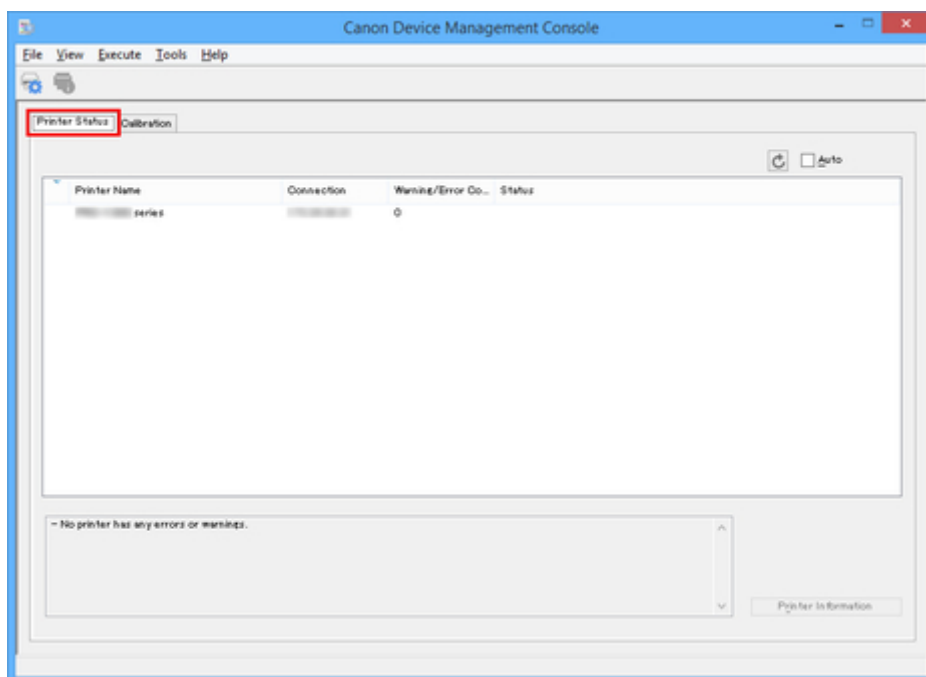 Canon Device Management Console
File View Execute Tools Help
Printer Status Calibration
Auto
Printer Name Connection Warning/Error Co... Status
series 0
- No printer has any errors or warnings.
Printer Information